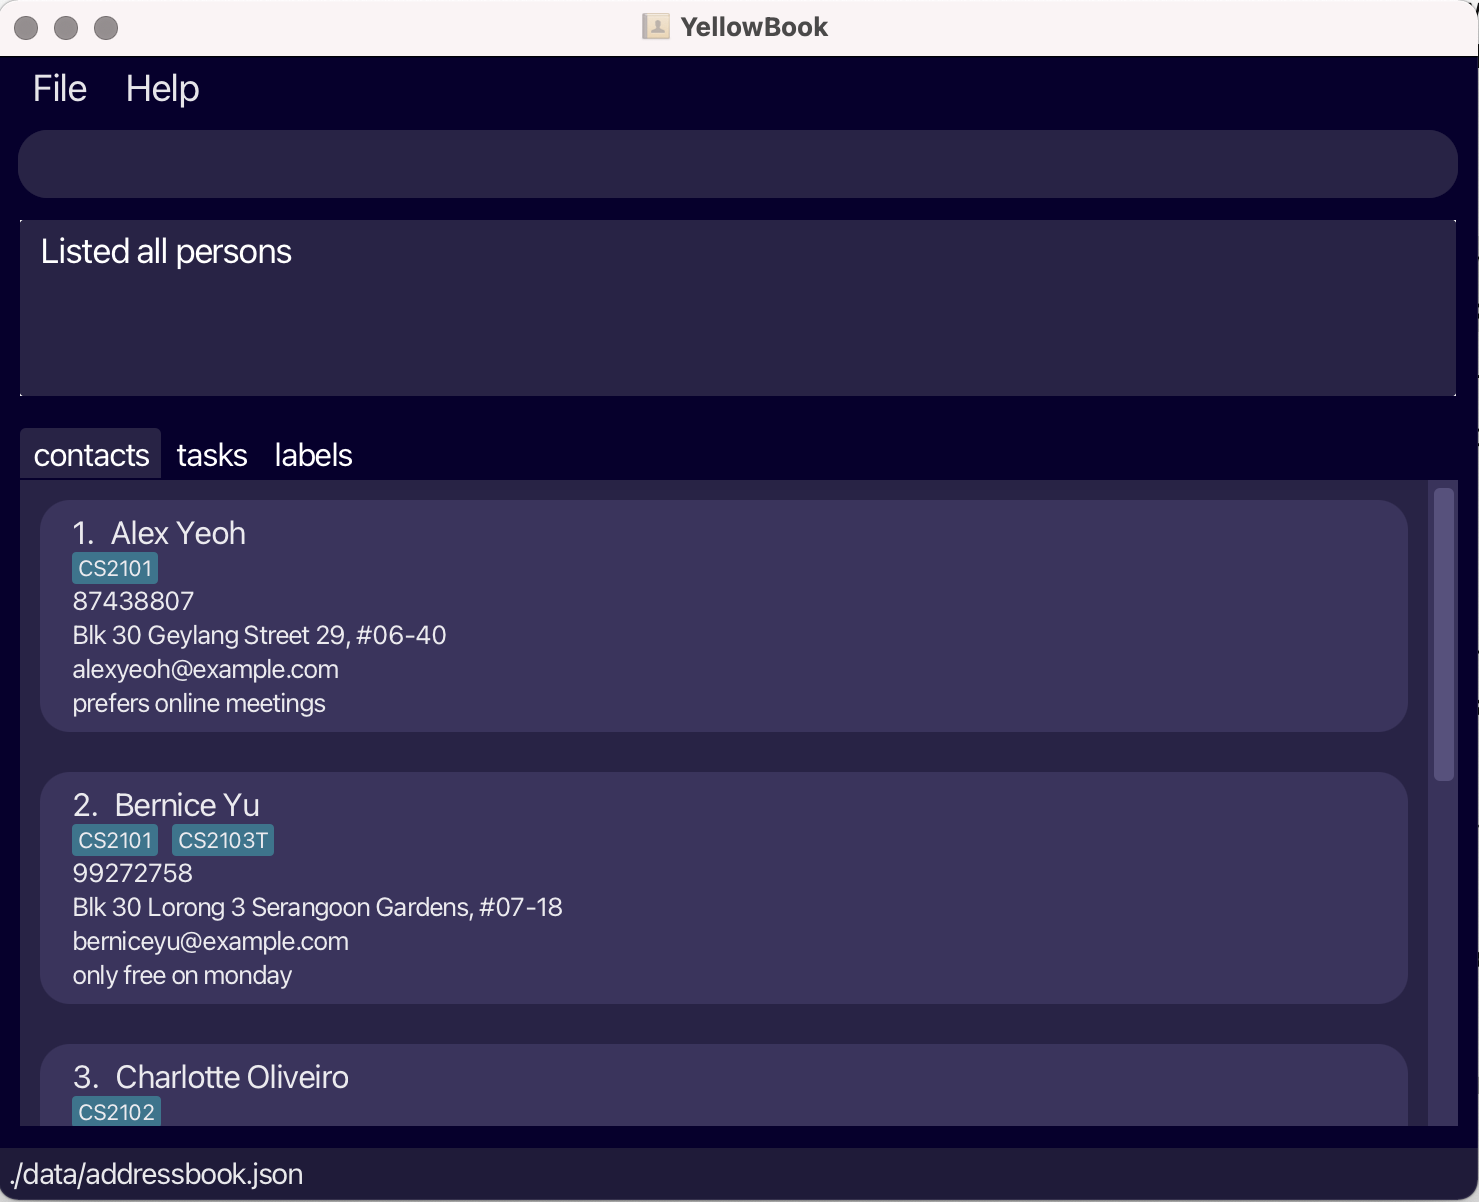 YellowBook
File Help
Listed all persons
contacts tasks labels
1. Alex Yeoh
CS2101
87438807
Blk 30 Geylang Street 29, #06-40
alexyeoh@example.com
prefers online meetings
2. Bernice Yu
CS2101 CS2103T
99272758
Blk 30 Lorong 3 Serangoon Gardens, #07-18
berniceyu@example.com
only free on monday
3. Charlotte Oliveiro
CS2102
./data/addressbook.json